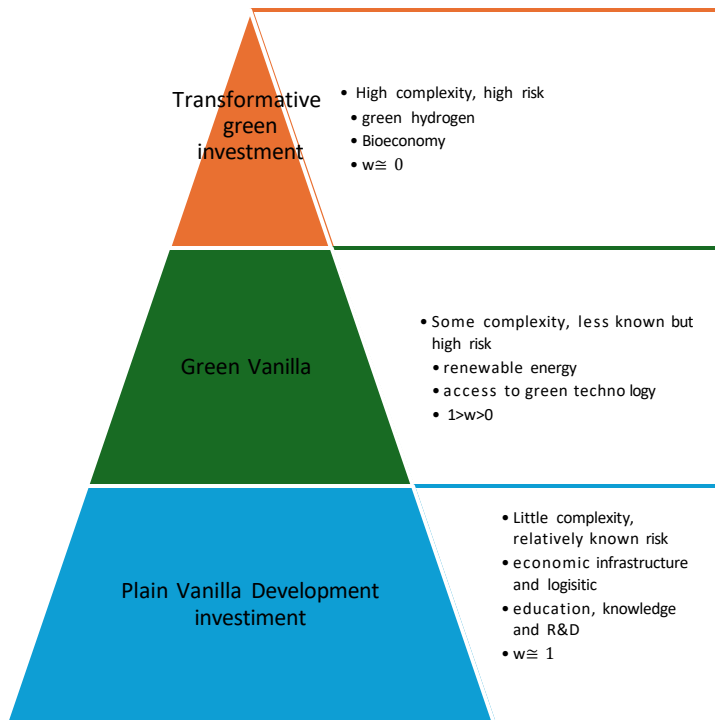 Transformative
green
investment
• High complexity, high risk
• green hydrogen
• Bioeconomy
• w≅ 0
Green Vanilla
• Some complexity, less known but
high risk
• renewable energy
• access to green techno logy
• 1>w>0
Plain Vanilla Development
investiment
• Little complexity,
relatively known risk
• economic infrastructure
and logisitic
• education, knowledge
and R&D
• w≅ 1